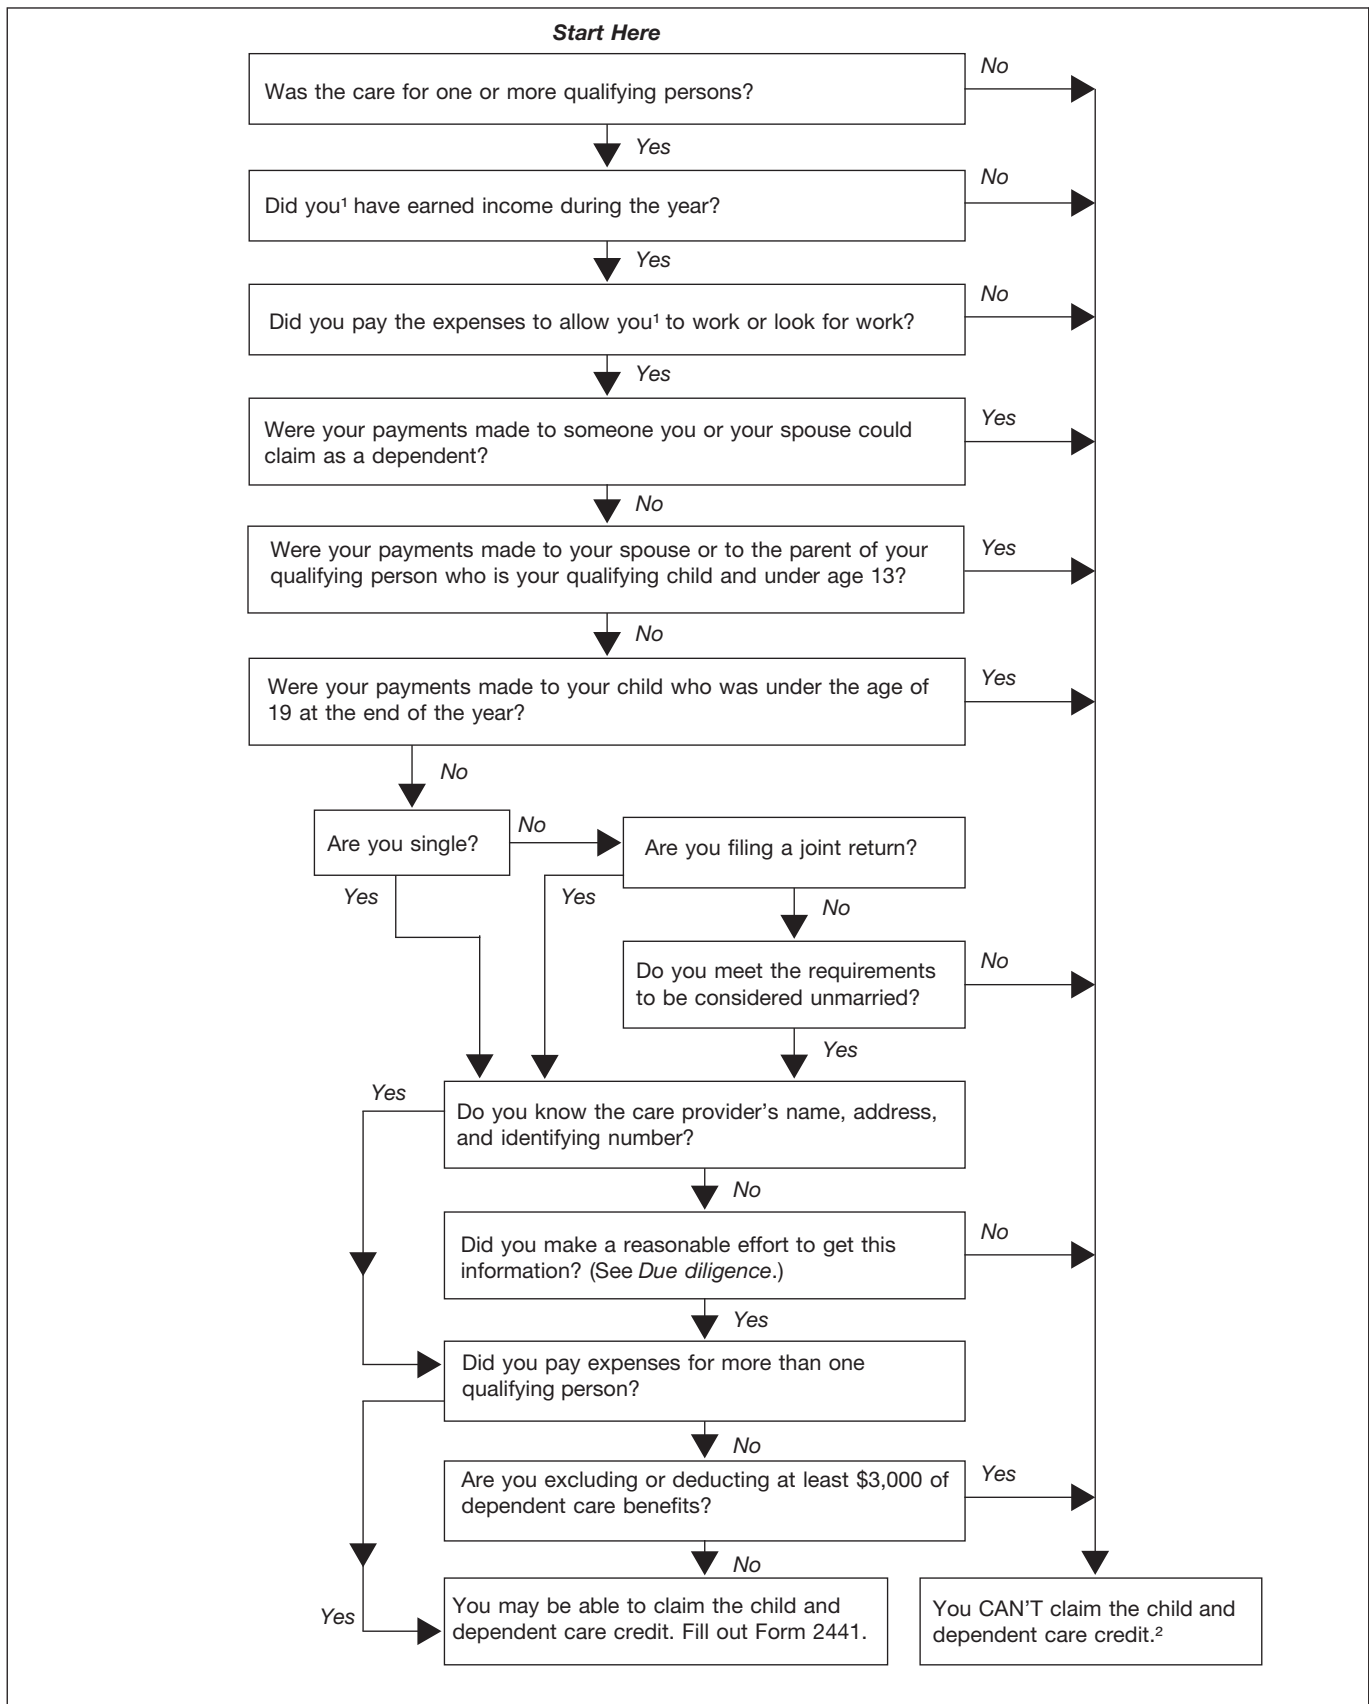 Start Here
Was the care for one or more qualifying persons?
No
Yes
Did you¹ have earned income during the year?
No
Yes
Did you pay the expenses to allow you¹ to work or look for work?
No
Yes
Were your payments made to someone you or your spouse could
claim as a dependent?
Yes
No
Were your payments made to your spouse or to the parent of your
qualifying person who is your qualifying child and under age 13?
Yes
No
Were your payments made to your child who was under the age of
19 at the end of the year?
Yes
No
Are you single?
No
Are you filing a joint return?
Yes
Yes
No
Do you meet the requirements
to be considered unmarried?
No
Yes
Yes
Do you know the care provider’s name, address,
and identifying number?
No
Did you make a reasonable effort to get this
information? (See Due diligence.)
No
Yes
Did you pay expenses for more than one
qualifying person?
No
Are you excluding or deducting at least $3,000 of
dependent care benefits?
Yes
No
Yes
You may be able to claim the child and
dependent care credit. Fill out Form 2441.
You CAN’T claim the child and
dependent care credit.²